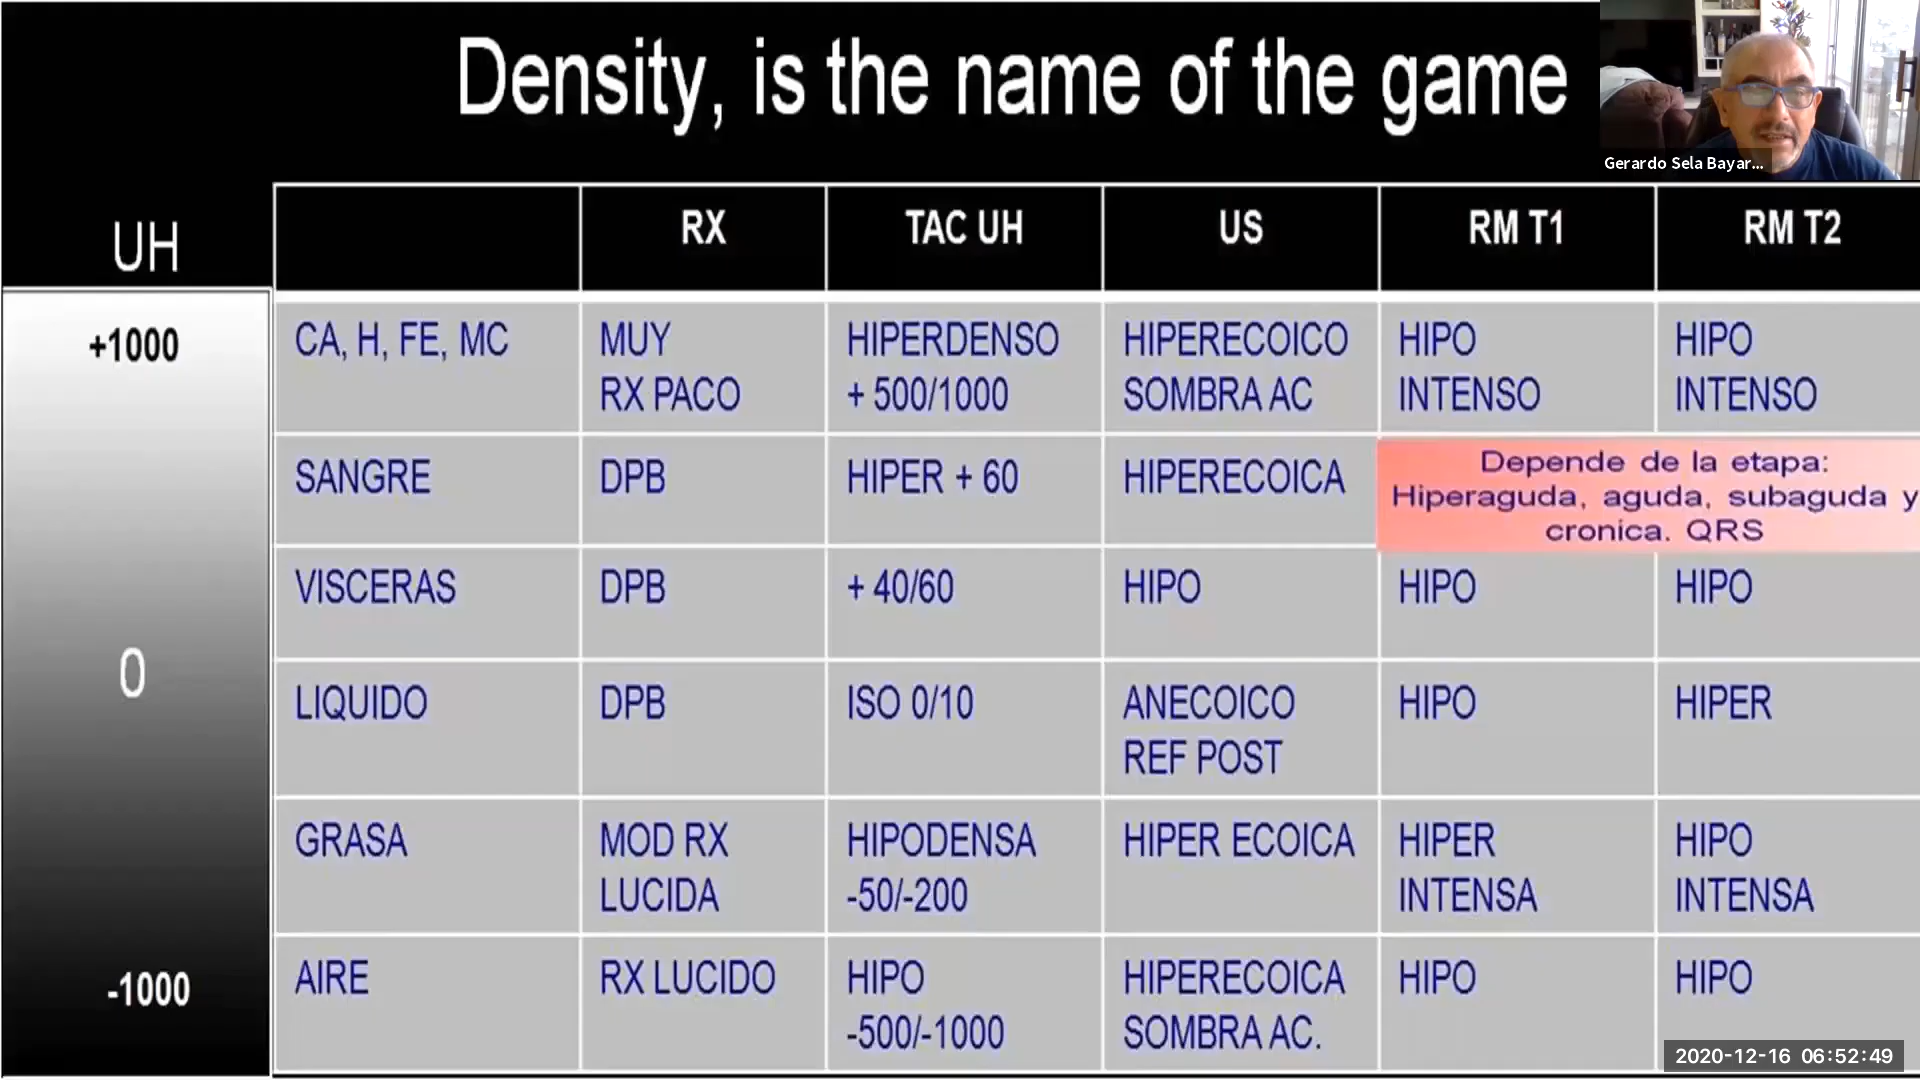 Density, is the name of the game
Gerardo Sela Bayar...
UH
+1000
0
-1000
RX
TAC UH
US
RM T1
RM T2
CA, H, FE, MC
MUY
RX PACO
HIPERDENSO
+ 500/1000
HIPERECOICO
SOMBRA AC
HIPO
INTENSO
HIPO
INTENSO
SANGRE
DPB
HIPER + 60
HIPERECOICA
Depende de la etapa:
Hiperaguda, aguda, subaguda y
cronica. QRS
VISCERAS
DPB
+ 40/60
HIPO
HIPO
HIPO
LIQUIDO
DPB
ISO 0/10
ANECOICO
REF POST
HIPO
HIPER
GRASA
MOD RX
LUCIDA
HIPODENSA
-50/-200
HIPER ECOICA
HIPER
INTENSA
HIPO
INTENSA
AIRE
RX LUCIDO
HIPO
-500/-1000
HIPERECOICA
SOMBRA AC.
HIPO
HIPO
2020-12-16 06:52:49